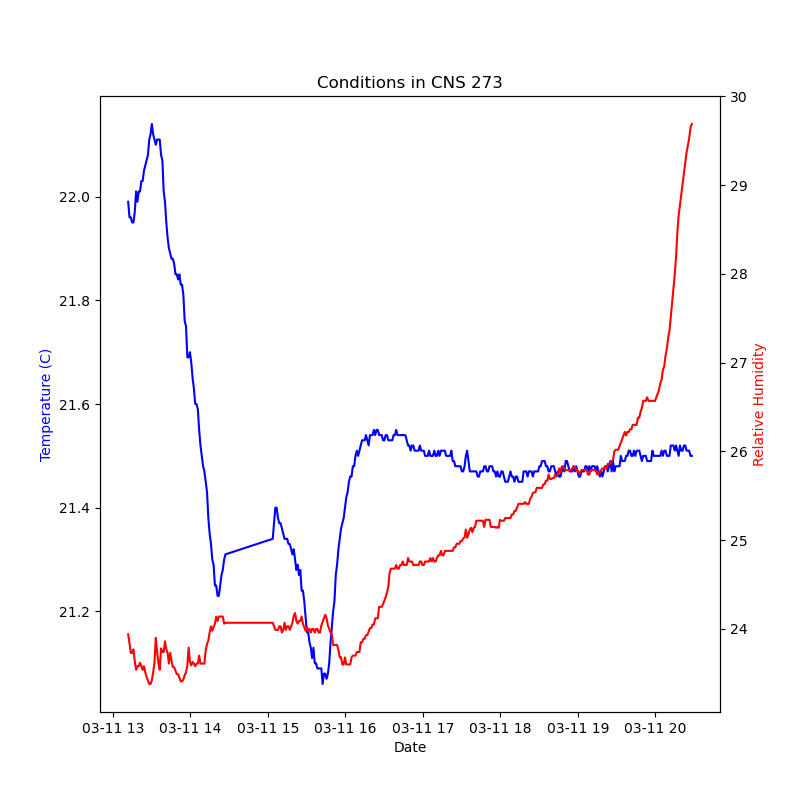 Conditions in CNS 273
Temperature (C)
22.0
21.8
21.6
21.4
21.2
30
29
28
27
26
25
24
Relative Humidity
03-11 13 03-11 14 03-11 15 03-11 16 03-11 17 03-11 18 03-11 19 03-11 20
Date